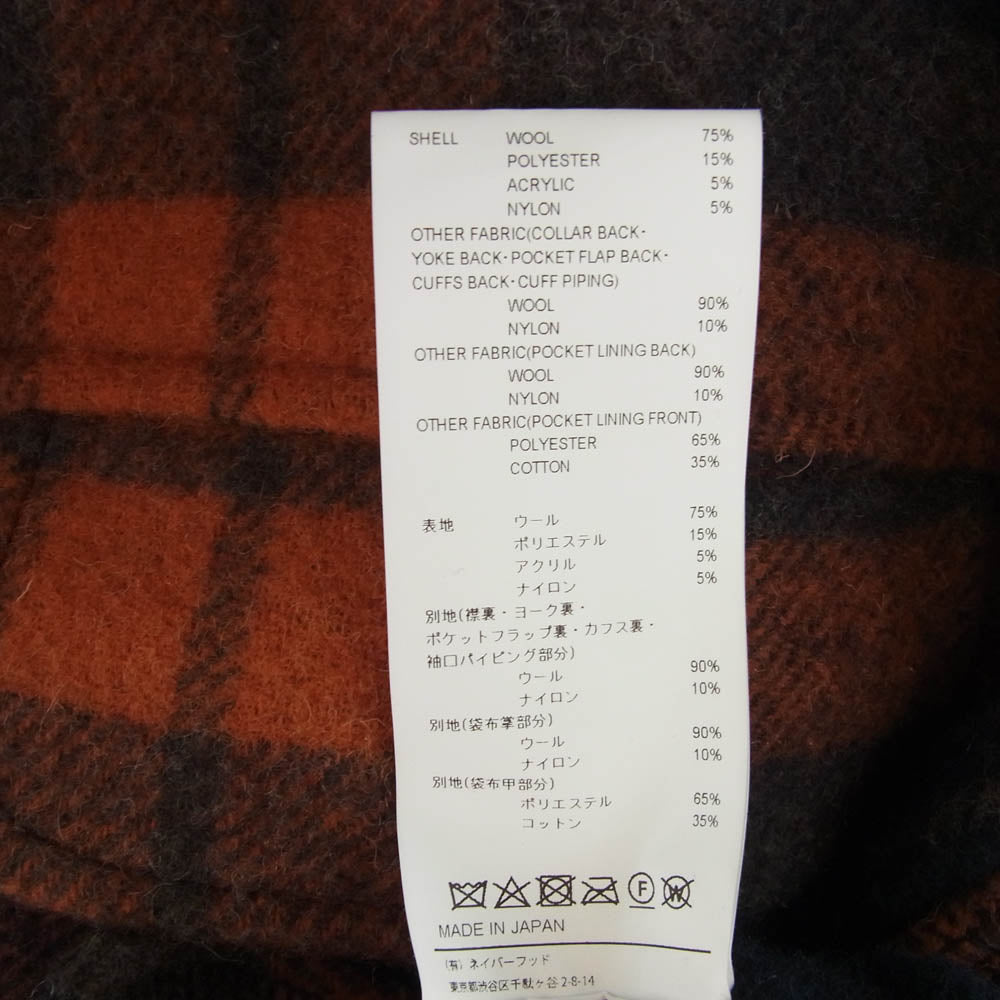 SHELL WOOL 75%
POLYESTER 15%
ACRYLIC 5%
NYLON 5%
OTHER FABRIC(COLLAR BACK・
YOKE BACK・POCKET FLAP BACK・
CUFFS BACK・CUFF PIPING)
WOOL 90%
NYLON 10%
OTHER FABRIC(POCKET LINING BACK)
WOOL 90%
NYLON 10%
OTHER FABRIC(POCKET LINING FRONT)
POLYESTER 65%
COTTON 35%
表地 ウール 75%
ポリエステル 15%
アクリル 5%
ナイロン 5%
別地(襟裏・ヨーク裏・
ポケットフラップ裏・カフス裏・
袖口パイピング部分)
ウール 90%
ナイロン 10%
別地(袋布掌部分)
ウール 90%
ナイロン 10%
別地(袋布甲部分)
ポリエステル 65%
コットン 35%
F W
MADE IN JAPAN
(有)ネイバーフッド
東京都渋谷区千駄ヶ谷2-8-14